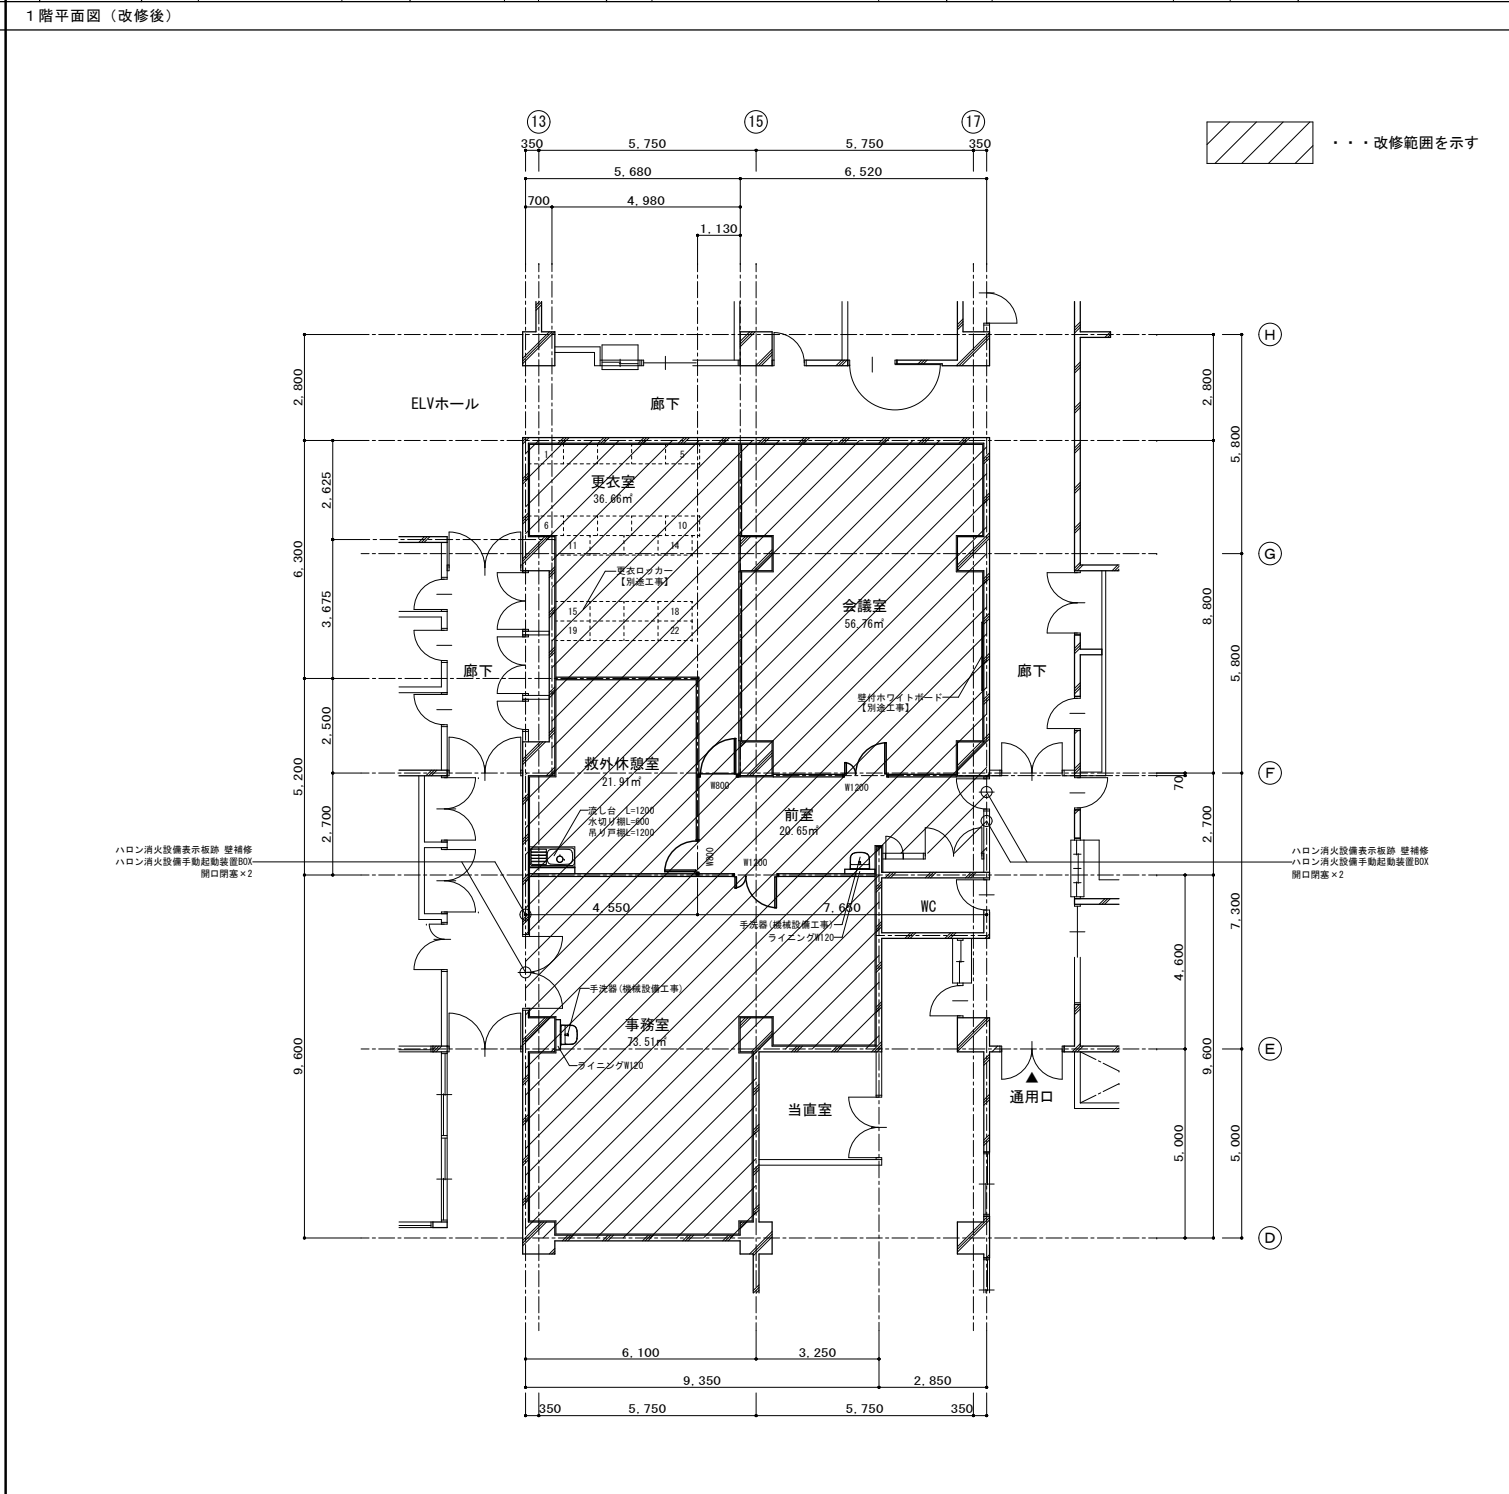 1階平面図（改修後）
13
15
17
350
5,750
5,750
350
・・・改修範囲を示す
5,680
6,520
700
4,980
1,130
H
2,800
ELVホール
廊下
2,800
5,800
1
5
更衣室
36.66㎡
2,625
6
10
11
14
G
6,300
更衣ロッカー
【別途工事】
3,675
15
18
19
22
会議室
56.76㎡
8,800
5,800
廊下
廊下
壁付ホワイトボード
【別途工事】
2,500
救外休憩室
21.91㎡
5,200
W800
W1200
F
70
流し台 L=1200
水切り棚L=600
吊り戸棚L=1200
前室
20.65㎡
2,700
2,700
W800
W1200
ハロン消火設備表示板跡 壁補修
ハロン消火設備手動起動装置BOX
開口閉塞×2
ハロン消火設備表示板跡 壁補修
ハロン消火設備手動起動装置BOX
開口閉塞×2
4,550
7,650
WC
手洗器(機械設備工事)
ライニングW120
7,300
4,600
手洗器(機械設備工事)
事務室
73.51㎡
ライニングW120
9,600
9,600
E
通用口
当直室
5,000
5,000
D
6,100
3,250
9,350
2,850
350
5,750
5,750
350